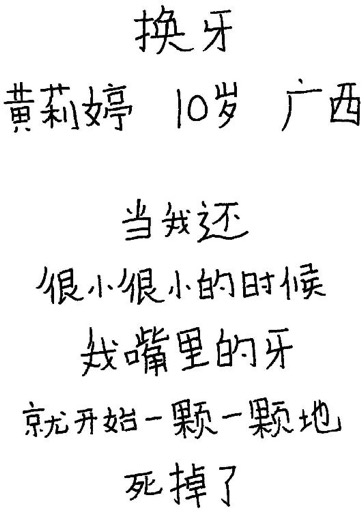 换牙
黄莉婷 10岁 广西
当我还
很小很小的时候
我嘴里的牙
就开始一颗一颗地
死掉了